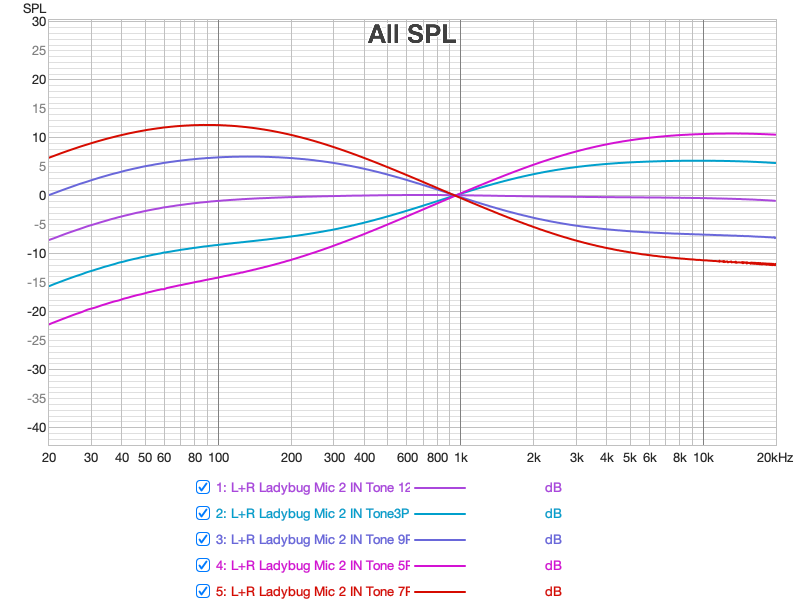 SPL
All SPL
30
25
20
15
10
5
0
-5
-10
-15
-20
-25
-30
-35
-40
20 30 40 50 60 80 100 200 300 400 600 800 1k 2k 3k 4k 5k 6k 8k 10k 20kHz
1: L+R Ladybug Mic 2 IN Tone 12 dB
2: L+R Ladybug Mic 2 IN Tone3P dB
3: L+R Ladybug Mic 2 IN Tone 9P dB
4: L+R Ladybug Mic 2 IN Tone 5P dB
5: L+R Ladybug Mic 2 IN Tone 7P dB